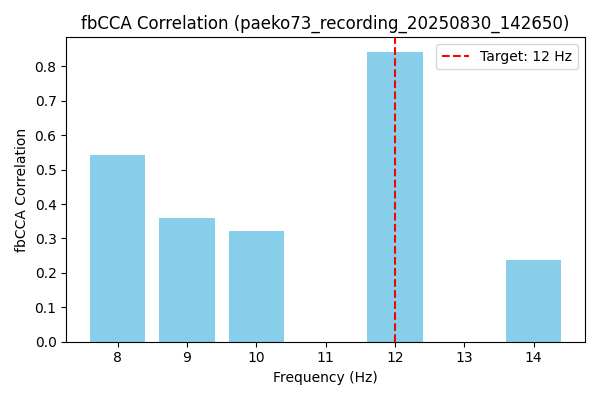 fbCCA Correlation (paeko73_recording_20250830_142650)
Target: 12 Hz
fbCCA Correlation
0.8
0.7
0.6
0.5
0.4
0.3
0.2
0.1
0.0
8 9 10 11 12 13 14
Frequency (Hz)